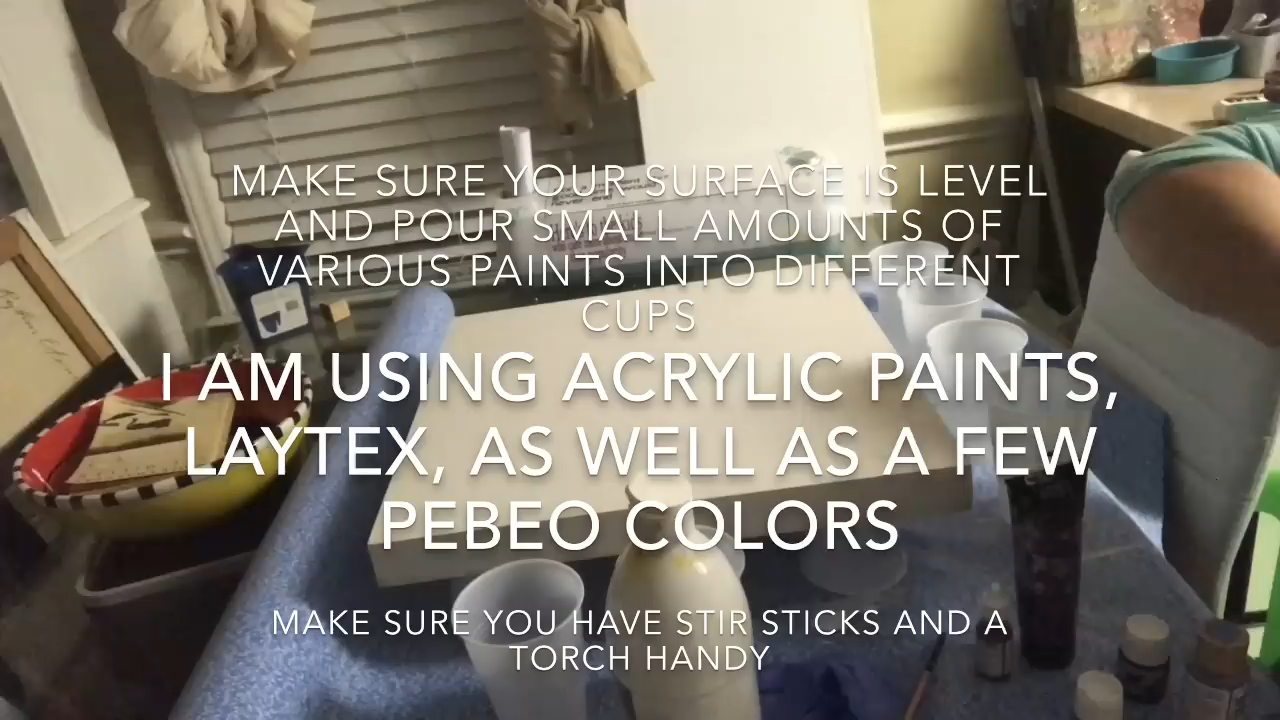 MAKE SURE YOUR SURFACE IS LEVEL
AND POUR SMALL AMOUNTS OF
VARIOUS PAINTS INTO DIFFERENT
CUPS
I AM USING ACRYLIC PAINTS,
LAYTEX, AS WELL AS A FEW
PEBEO COLORS
MAKE SURE YOU HAVE STIR STICKS AND A
TORCH HANDY